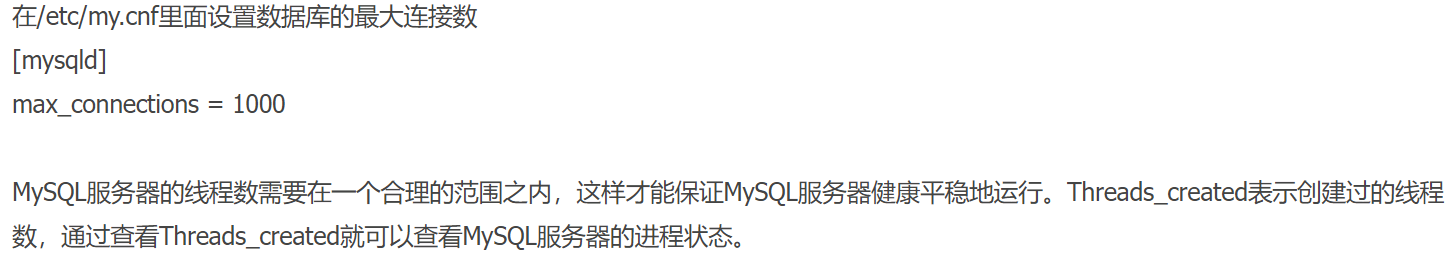 在/etc/my.cnf里面设置数据库的最大连接数
[mysqld]
max_connections = 1000
MySQL服务器的线程数需要在一个合理的范围之内，这样才能保证MySQL服务器健康平稳地运行。Threads_created表示创建过的线程
数，通过查看Threads_created就可以查看MySQL服务器的进程状态。